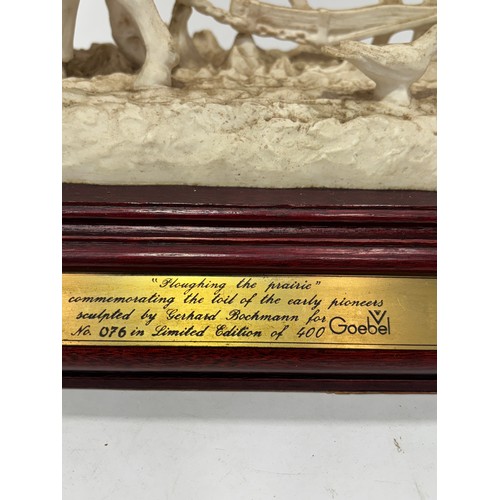 "Ploughing the prairie"
commemorating the toil of the early pioneers
sculpted by Gerhard Bochmann for
No. 076 in Limited Edition of 400 Goebel